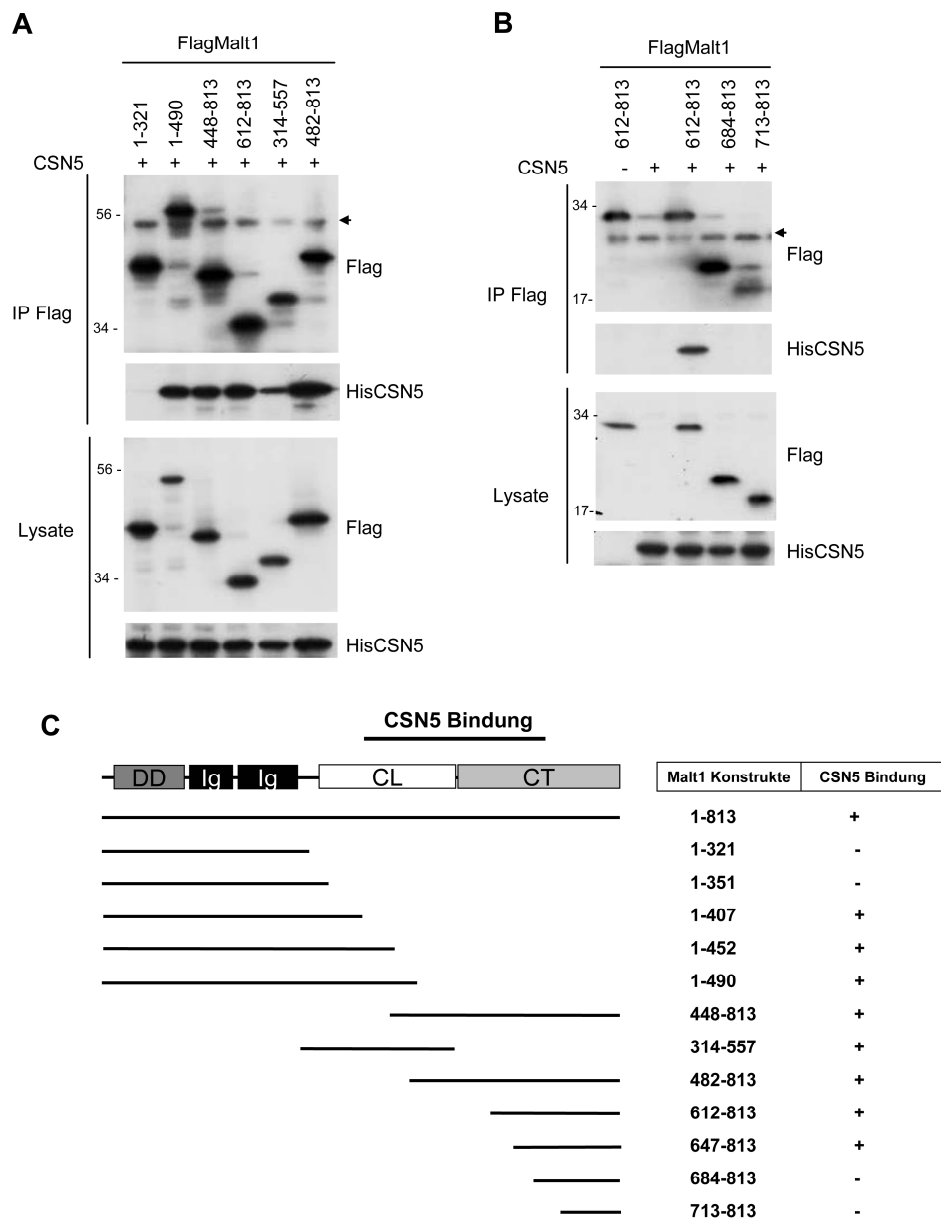 A
FlagMalt1
1-321
1-490
448-813
612-813
314-557
482-813
CSN5 + + + + + +
56 -
Flag
IP Flag
34 -
HisCSN5
56 -
Lysate
Flag
34 -
HisCSN5
B
FlagMalt1
612-813
612-813
684-813
713-813
CSN5 - + + + +
34 -
Flag
IP Flag
17-
HisCSN5
34 -
Flag
Lysate
17-
HisCSN5
C
CSN5 Bindung
DD Ig Ig CL CT
Malt1 Konstrukte CSN5 Bindung
1-813 +
1-321 -
1-351 -
1-407 +
1-452 +
1-490 +
448-813 +
314-557 +
482-813 +
612-813 +
647-813 +
684-813 -
713-813 -